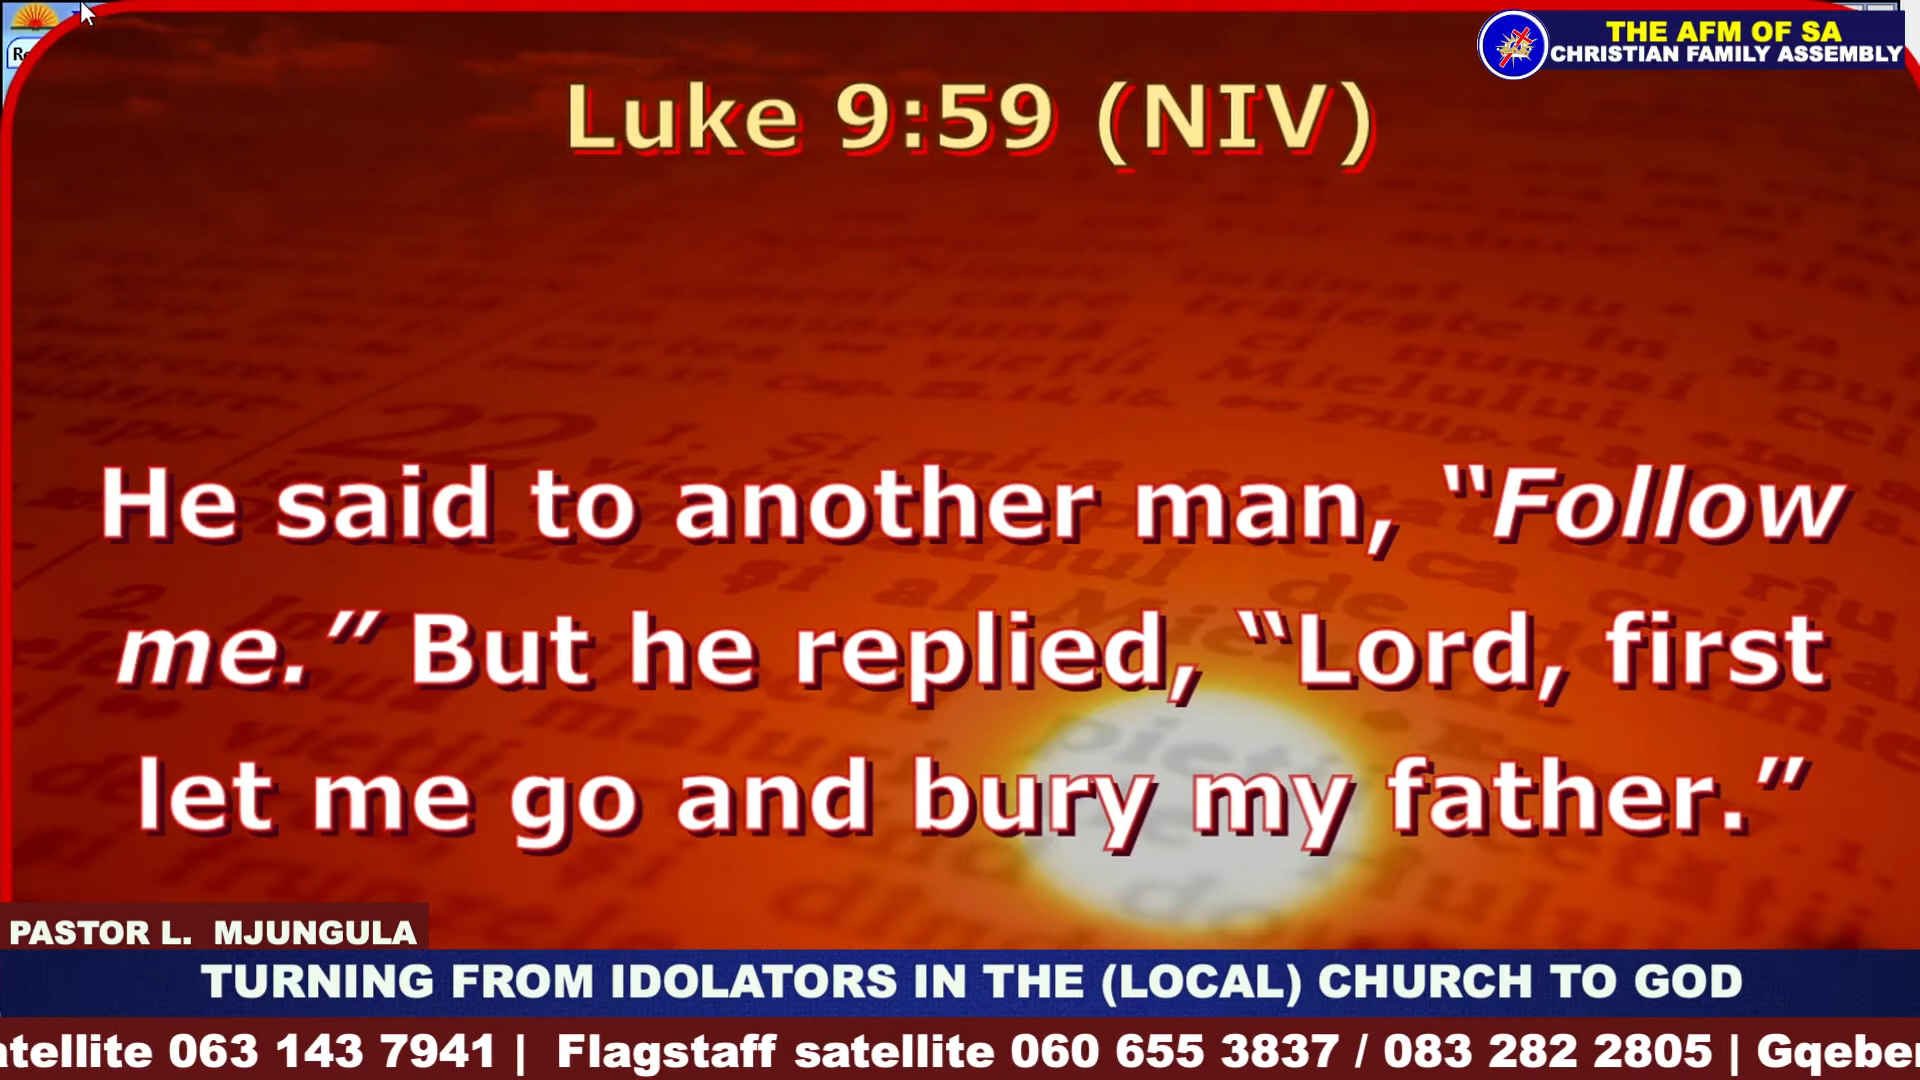 THE AFM OF SA
CHRISTIAN FAMILY ASSEMBLY
Luke 9:59 (NIV)
He said to another man, “Follow
me.” But he replied, “Lord, first
let me go and bury my father.”
PASTOR L. MJUNGULA
TURNING FROM IDOLATORS IN THE (LOCAL) CHURCH TO GOD
063 143 7941 | Flagstaff satellite 060 655 3837 / 083 282 2805 |